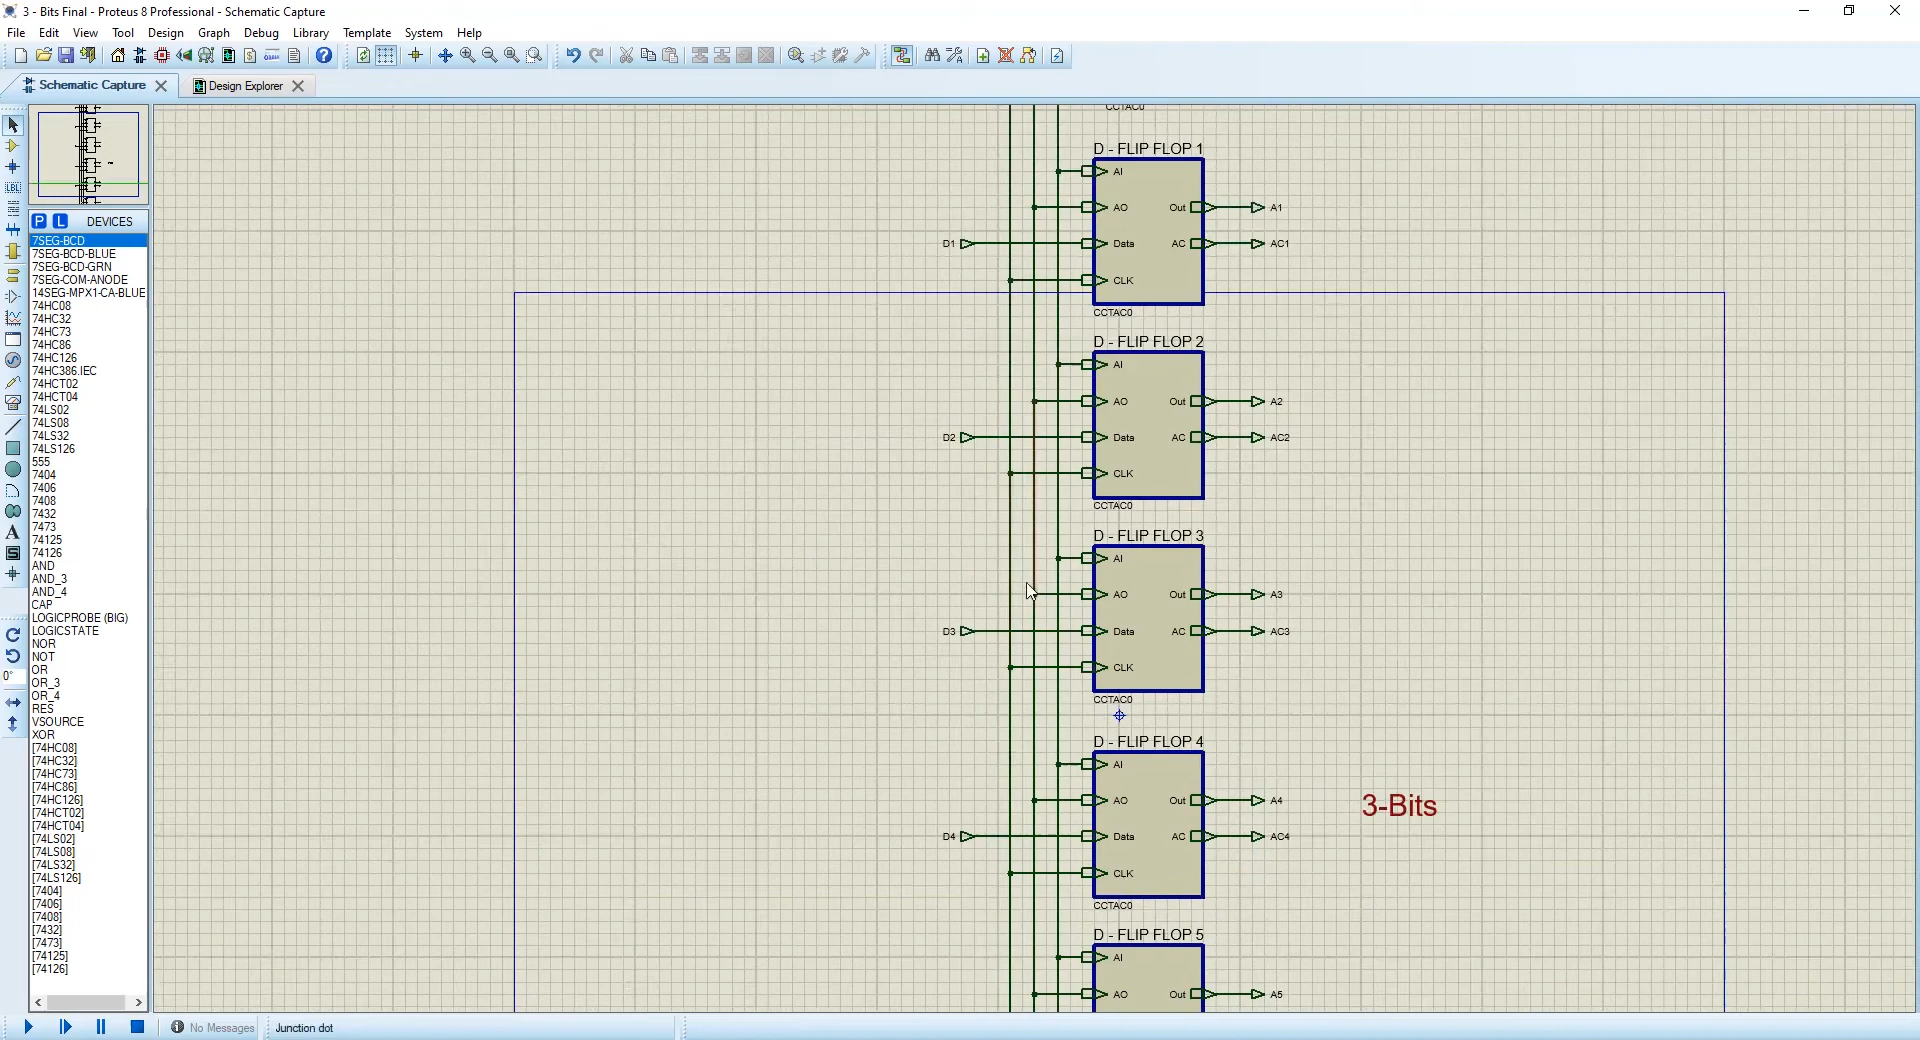 3 - Bits Final - Proteus 8 Professional - Schematic Capture
File Edit View Tool Design Graph Debug Library Template System Help
Schematic Capture Design Explorer
P L DEVICES
7SEG-BCD
7SEG-BCD-BLUE
7SEG-BCD-GRN
7SEG-COM-ANODE
14SEG-MPX1-CA-BLUE
74HC08
74HC32
74HC73
74HC86
74HC126
74HC386.IEC
74HCT02
74HCT04
74LS02
74LS08
74LS32
74LS126
555
7404
7406
7408
7432
7473
74125
74126
AND
AND_3
AND_4
CAP
LOGICPROBE (BIG)
LOGICSTATE
NOR
NOT
OR
OR_3
OR_4
RES
VSOURCE
XOR
[74HC08]
[74HC32]
[74HC73]
[74HC86]
[74HC126]
[74HCT02]
[74HCT04]
[74LS02]
[74LS08]
[74LS32]
[74LS126]
[7404]
[7406]
[7408]
[7432]
[7473]
[74125]
[74126]
LBL
A
S
0°
CCTAC0
D - FLIP FLOP 1
AI
AO Out A1
D1 Data AC AC1
CLK
CCTAC0
D - FLIP FLOP 2
AI
AO Out A2
D2 Data AC AC2
CLK
CCTAC0
D - FLIP FLOP 3
AI
AO Out A3
D3 Data AC AC3
CLK
CCTAC0
D - FLIP FLOP 4
AI
AO Out A4
3-Bits
D4 Data AC AC4
CLK
CCTAC0
D - FLIP FLOP 5
AI
AO Out A5
No Messages Junction dot